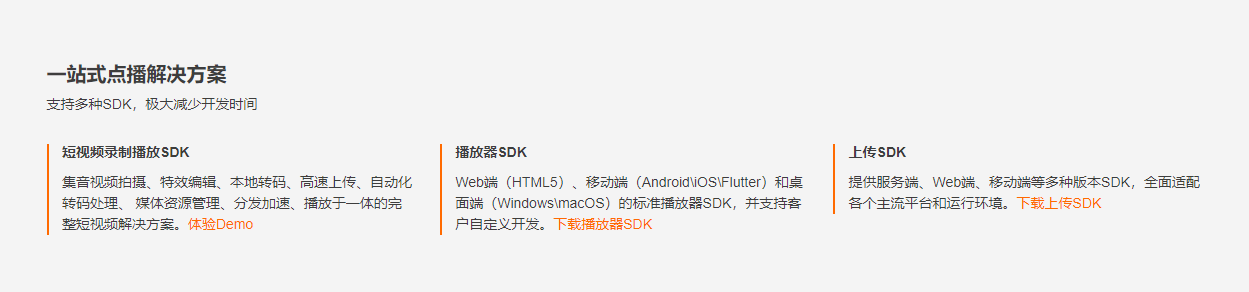 一站式点播解决方案
支持多种SDK，极大减少开发时间
短视频录制播放SDK
集音视频拍摄、特效编辑、本地转码、高速上传、自动化
转码处理、 媒体资源管理、分发加速、播放于一体的完
整短视频解决方案。体验Demo
播放器SDK
Web端（HTML5）、移动端（Android\iOS\Flutter）和桌
面端（Windows\macOS）的标准播放器SDK，并支持客
户自定义开发。下载播放器SDK
上传SDK
提供服务端、Web端、移动端等多种版本SDK，全面适配
各个主流平台和运行环境。下载上传SDK